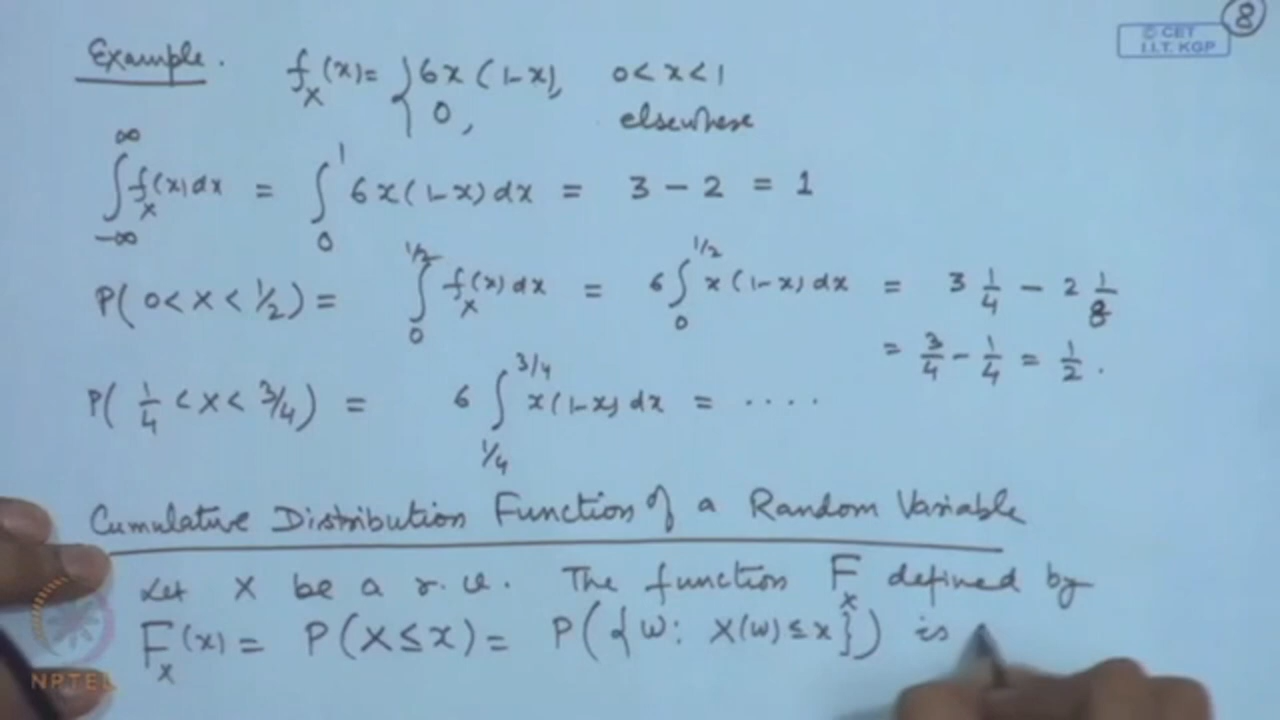 8
© CET
I.I.T. KGP
Example. f_X(x) = { 6x(1-x), 0<x<1
0, elsewhere
∫_{-∞}^{∞} f_X(x) dx = ∫_0^1 6x(1-x) dx = 3 - 2 = 1
P(0<X<1/2) = ∫_0^{1/2} f_X(x) dx = 6 ∫_0^{1/2} x(1-x) dx = 3 1/4 - 2 1/8
= 3/4 - 1/4 = 1/2.
P(1/4 < X < 3/4) = 6 ∫_{1/4}^{3/4} x(1-x) dx = ....
Cumulative Distribution Function of a Random Variable
Let X be a r.v. The function F_X defined by
F_X(x) = P(X≤x) = P({ω: X(ω)≤x}) is
NPTEL